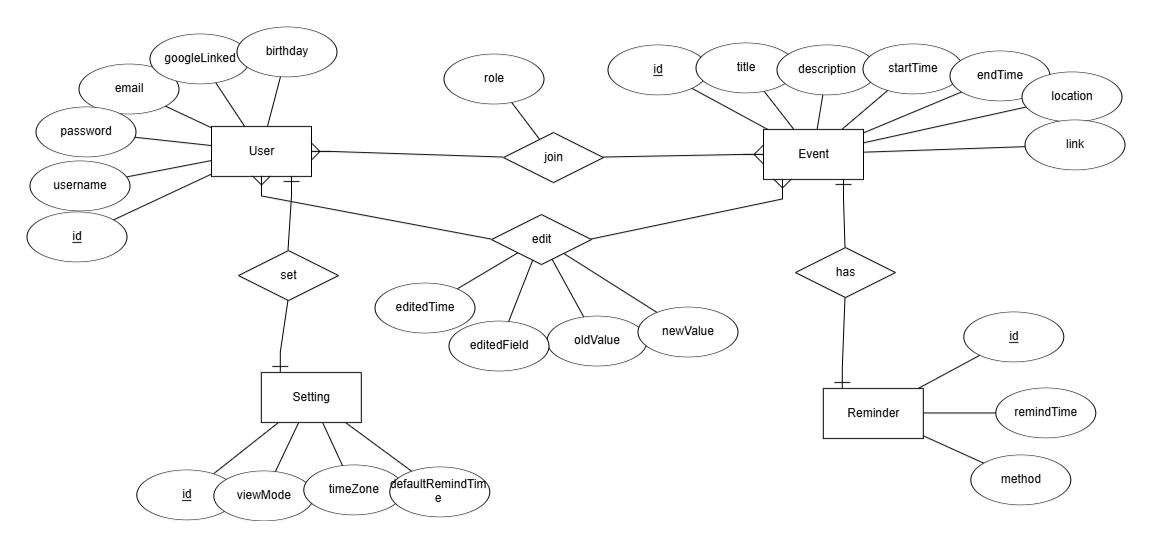 googleLinked
birthday
email
password
username
id
User
role
join
id
title
description
startTime
endTime
location
link
Event
edit
editedTime
editedField
oldValue
newValue
set
has
Setting
id
viewMode
timeZone
defaultRemindTim
e
Reminder
id
remindTime
method